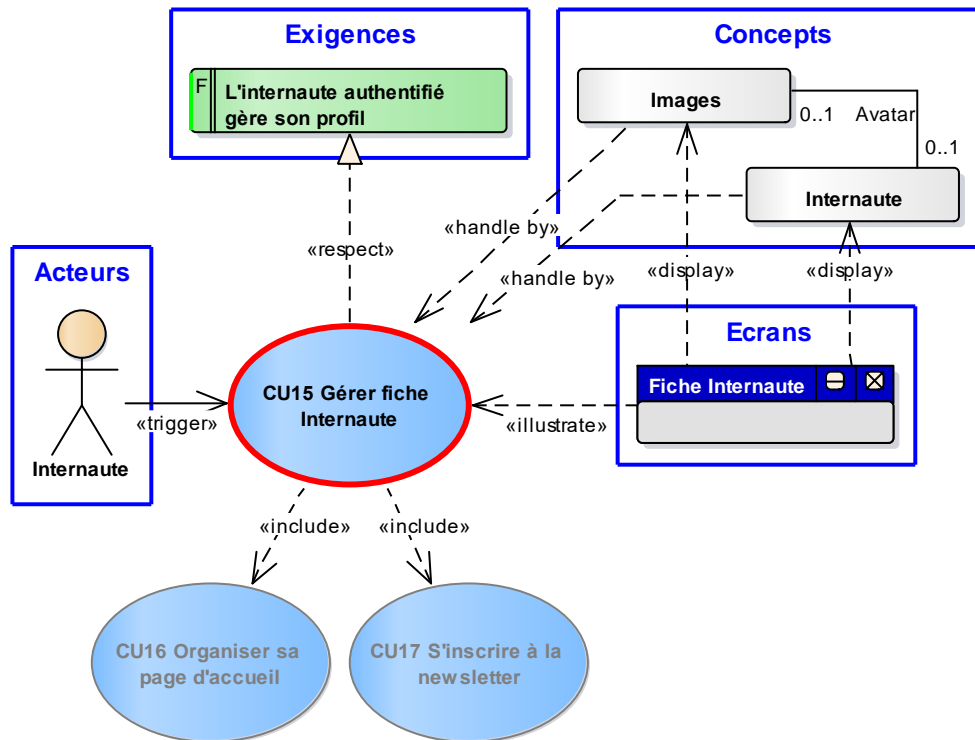 Exigences
F
L'internaute authentifié
gère son profil
Concepts
Images
0..1
Avatar
0..1
Internaute
«handle by»
«respect»
«handle by»
«display»
«display»
Acteurs
Internaute
«trigger»
CU15 Gérer fiche
Internaute
Ecrans
Fiche Internaute
«illustrate»
«include»
«include»
CU16 Organiser sa
page d'accueil
CU17 S'inscrire à la
newsletter